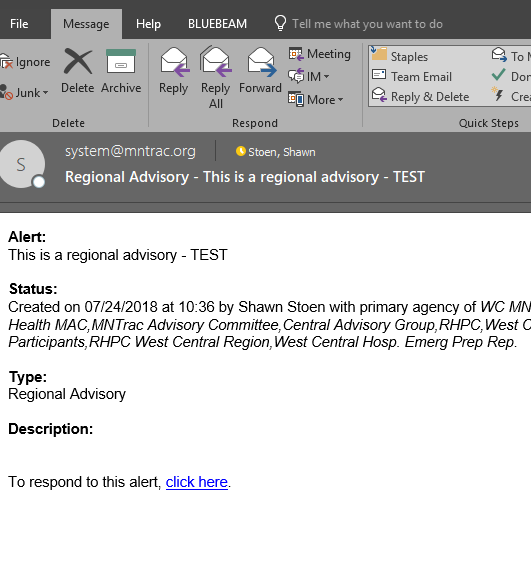 File Message Help BLUEBEAM Tell me what you want to do
Ignore
Junk
Delete
Archive
Reply
Reply All
Forward
Meeting
IM
More
Staples
Team Email
Reply & Delete
To M
Don
Crea
Delete Respond Quick Steps
S
system@mntrac.org Stoen, Shawn
Regional Advisory - This is a regional advisory - TEST
Alert:
This is a regional advisory - TEST
Status:
Created on 07/24/2018 at 10:36 by Shawn Stoen with primary agency of WC MN
Health MAC,MNTrac Advisory Committee,Central Advisory Group,RHPC,West C
Participants,RHPC West Central Region,West Central Hosp. Emerg Prep Rep.
Type:
Regional Advisory
Description:
To respond to this alert, click here.